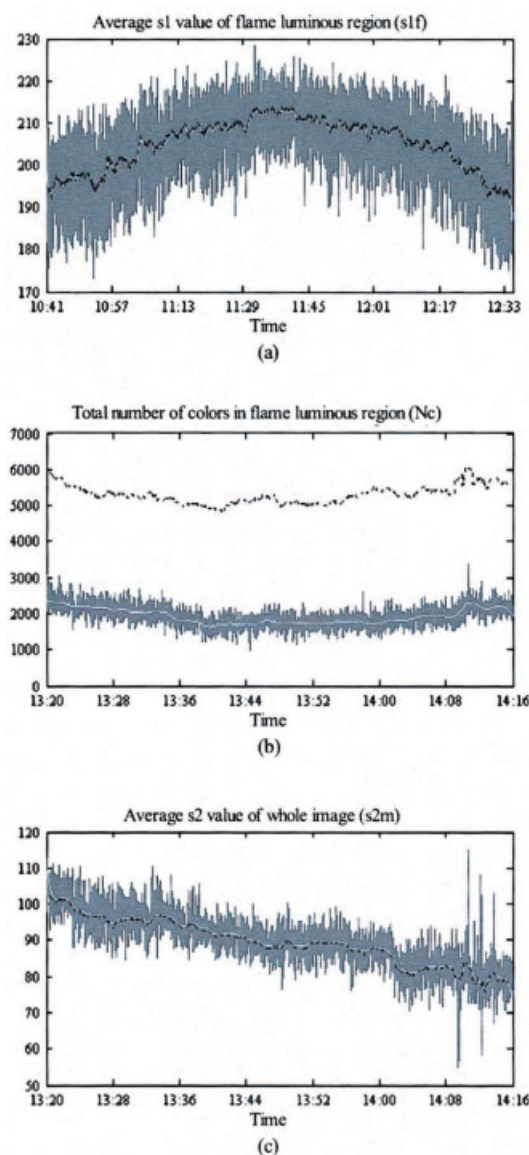 Average s1 value of flame luminous region (s1f)
230
220
210
200
190
180
170
10:41 10:57 11:13 11:29 11:45 12:01 12:17 12:33
Time
(a)
Total number of colors in flame luminous region (Nc)
7000
6000
5000
4000
3000
2000
1000
0
13:20 13:28 13:36 13:44 13:52 14:00 14:08 14:16
Time
(b)
Average s2 value of whole image (s2m)
120
110
100
90
80
70
60
50
13:20 13:28 13:36 13:44 13:52 14:00 14:08 14:16
Time
(c)